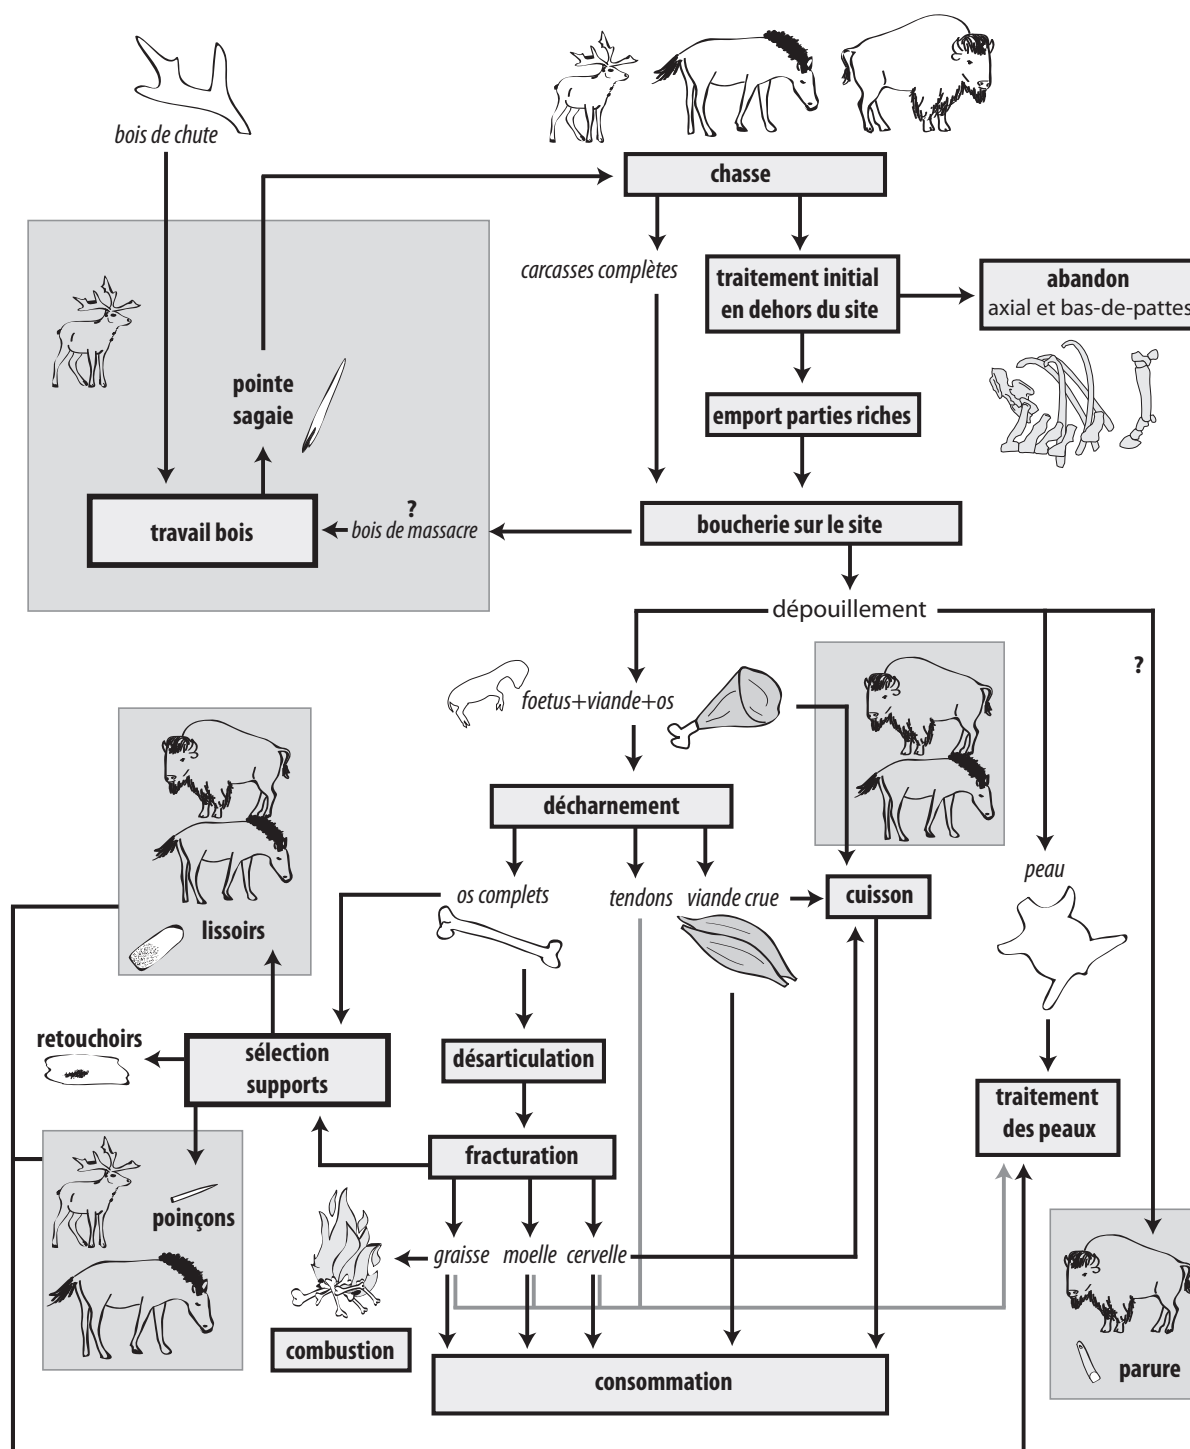 bois de chute
chasse
carcasses complètes
traitement initial
en dehors du site
abandon
axial et bas-de-pattes
pointe
sagaie
emport parties riches
?
travail bois
bois de massacre
boucherie sur le site
dépouillement
?
foetus+viande+os
décharnement
os complets
tendons
viande crue
cuisson
peau
lissoirs
retouchoirs
sélection
supports
désarticulation
traitement
des peaux
fracturation
poinçons
graisse
moelle
cervelle
combustion
consommation
parure